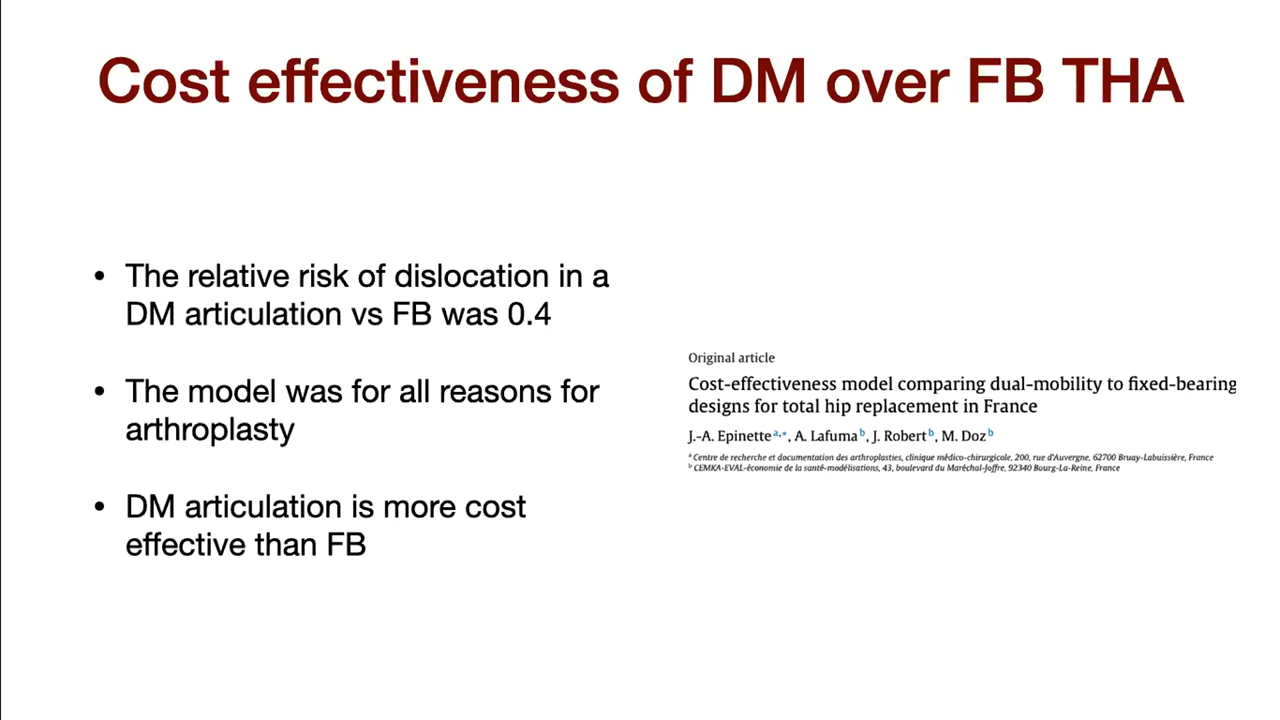 Cost effectiveness of DM over FB THA
• The relative risk of dislocation in a
DM articulation vs FB was 0.4
• The model was for all reasons for
arthroplasty
• DM articulation is more cost
effective than FB
Original article
Cost-effectiveness model comparing dual-mobility to fixed-bearing
designs for total hip replacement in France
J.-A. Epinette a,*, A. Lafuma b, J. Robert b, M. Doz b
a Centre de recherche et documentation des arthroplasties, clinique médico-chirurgicale, 200, rue d'Auvergne, 62700 Bruay-Labuissière, France
b CEMKA-EVAL-économie de la santé-modélisations, 43, boulevard du Maréchal-Joffre, 92340 Bourg-La-Reine, France